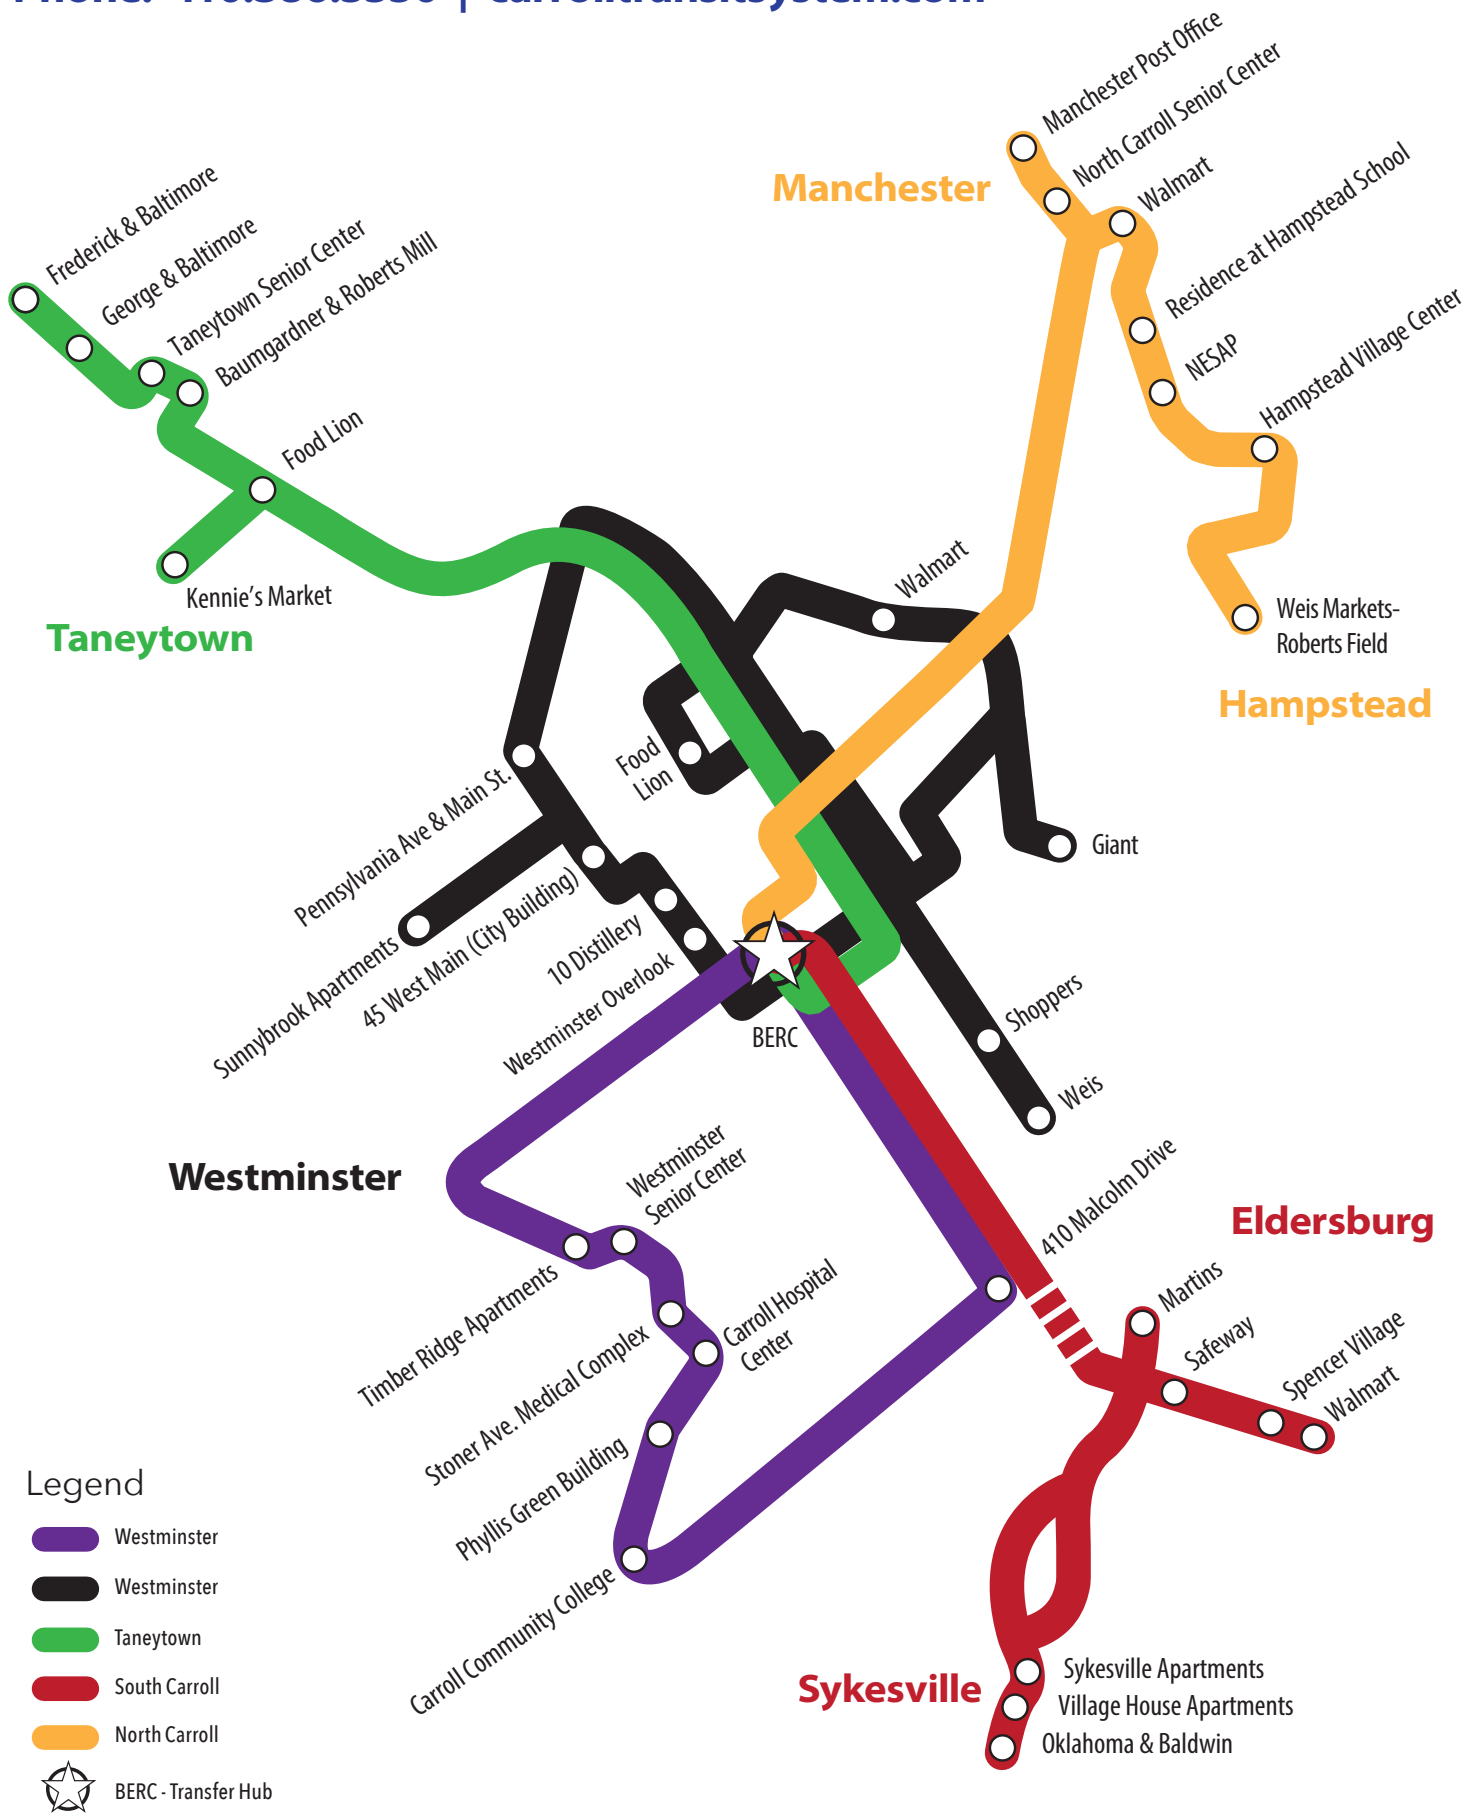 Manchester Post Office
North Carroll Senior Center
Manchester
Walmart
Residence at Hampstead School
Frederick & Baltimore
George & Baltimore
Taneytown Senior Center
Baumgardner & Roberts Mill
NESAP
Hampstead Village Center
Food Lion
Kennie's Market
Taneytown
Walmart
Weis Markets-
Roberts Field
Hampstead
Food
Lion
Pennsylvania Ave & Main St.
Giant
Sunnybrook Apartments
45 West Main (City Building)
10 Distillery
Westminster Overlook
BERC
Shoppers
Weis
Westminster
Westminster
Senior Center
410 Malcolm Drive
Eldersburg
Timber Ridge Apartments
Stoner Ave. Medical Complex
Carroll Hospital
Center
Martins
Safeway
Spencer Village
Walmart
Phyllis Green Building
Carroll Community College
Legend
Westminster
Westminster
Taneytown
South Carroll
North Carroll
BERC - Transfer Hub
Sykesville
Sykesville Apartments
Village House Apartments
Oklahoma & Baldwin